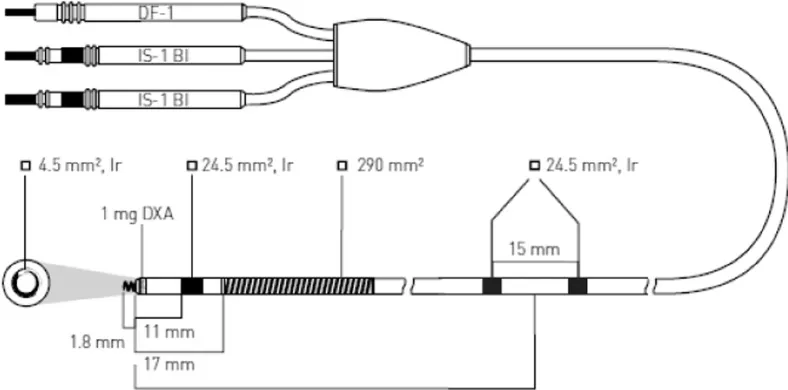 DF-1
IS-1 BI
IS-1 BI
4.5 mm², Ir
24.5 mm², Ir
290 mm²
24.5 mm², Ir
1 mg DXA
15 mm
11 mm
1.8 mm
17 mm